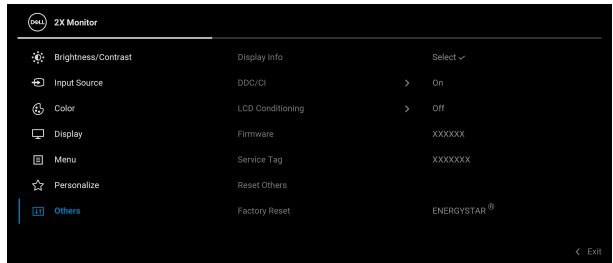 DELL 2X Monitor
Brightness/Contrast Display Info Select ✓
Input Source DDC/CI > On
Color LCD Conditioning > Off
Display Firmware XXXXXX
Menu Service Tag XXXXXXX
Personalize Reset Others
Others Factory Reset ENERGYSTAR ®
< Exit